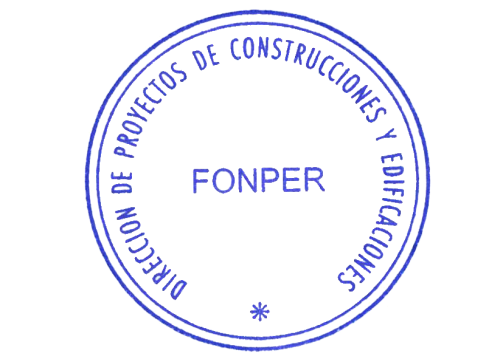 DIRECCION DE PROYECTOS DE CONSTRUCCIONES Y EDIFICACIONES
FONPER